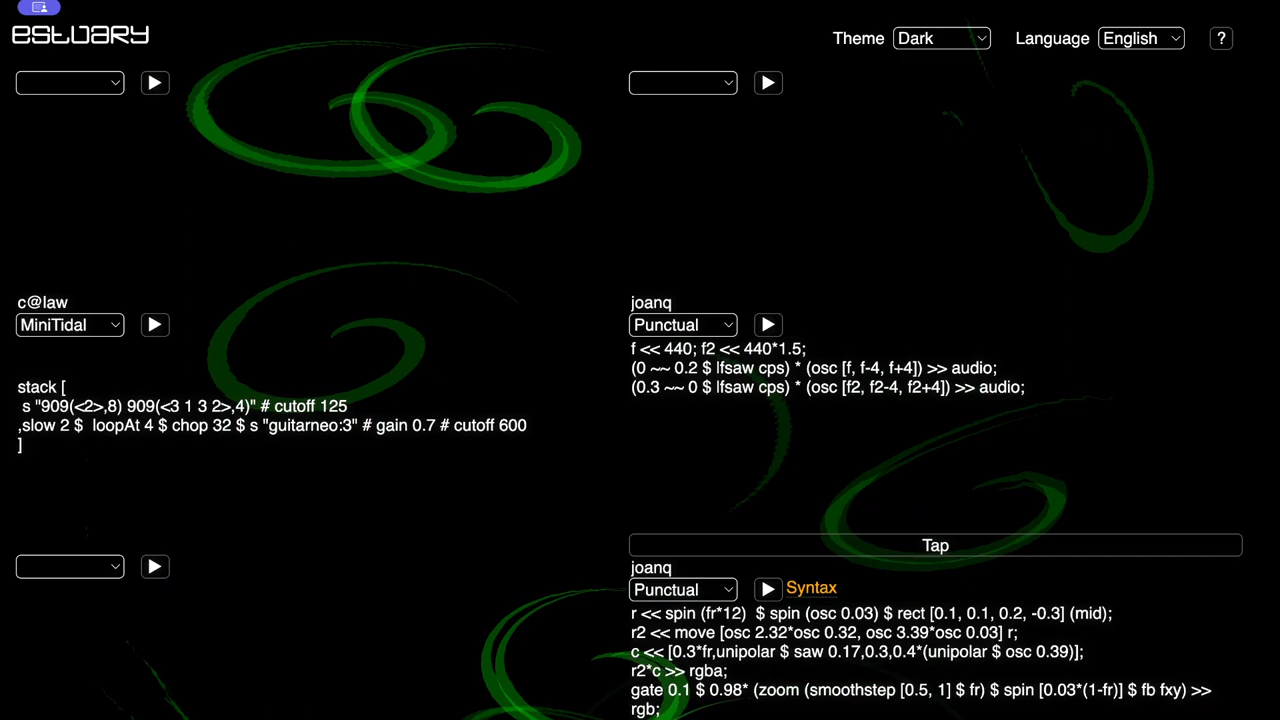 estuary
Theme Dark Language English ?
c@law
MiniTidal
stack [
s "909(<2>,8) 909(<3 1 3 2>,4)" # cutoff 125
,slow 2 $ loopAt 4 $ chop 32 $ s "guitarneo:3" # gain 0.7 # cutoff 600
]
joanq
Punctual
f << 440; f2 << 440*1.5;
(0 ~~ 0.2 $ lfsaw cps) * (osc [f, f-4, f+4]) >> audio;
(0.3 ~~ 0 $ lfsaw cps) * (osc [f2, f2-4, f2+4]) >> audio;
Tap
joanq
Punctual Syntax
r << spin (fr*12) $ spin (osc 0.03) $ rect [0.1, 0.1, 0.2, -0.3] (mid);
r2 << move [osc 2.32*osc 0.32, osc 3.39*osc 0.03] r;
c << [0.3*fr,unipolar $ saw 0.17,0.3,0.4*(unipolar $ osc 0.39)];
r2*c >> rgba;
gate 0.1 $ 0.98* (zoom (smoothstep [0.5, 1] $ fr) $ spin [0.03*(1-fr)] $ fb fxy) >>
rgb;